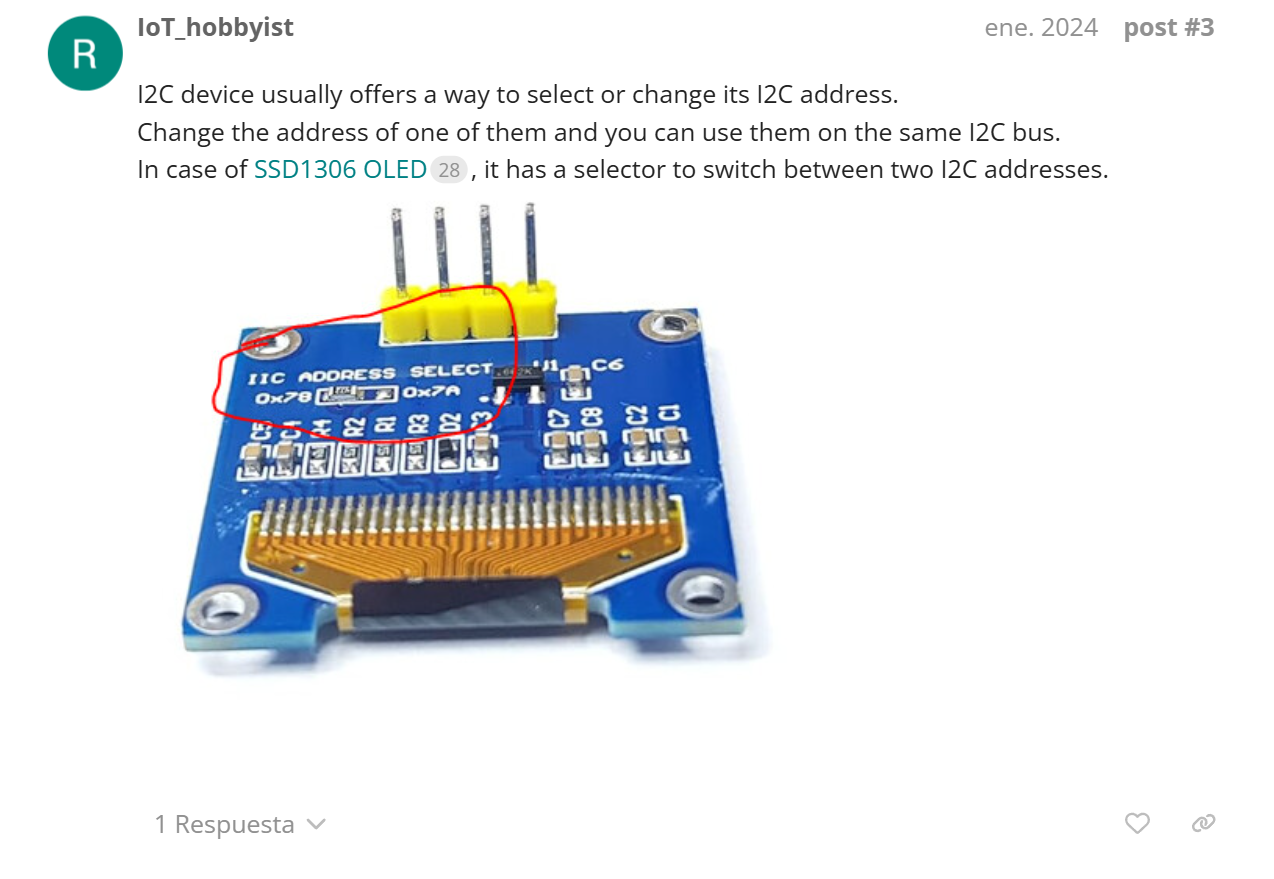 R
IoT_hobbyist
ene. 2024 post #3
I2C device usually offers a way to select or change its I2C address.
Change the address of one of them and you can use them on the same I2C bus.
In case of SSD1306 OLED 28 , it has a selector to switch between two I2C addresses.
IIC ADDRESS SELECT U1 C6
0x78 0x7A
C5 C4 R4 R2 R1 R3 D2 C3 C7 C8 C2 C1
1 Respuesta